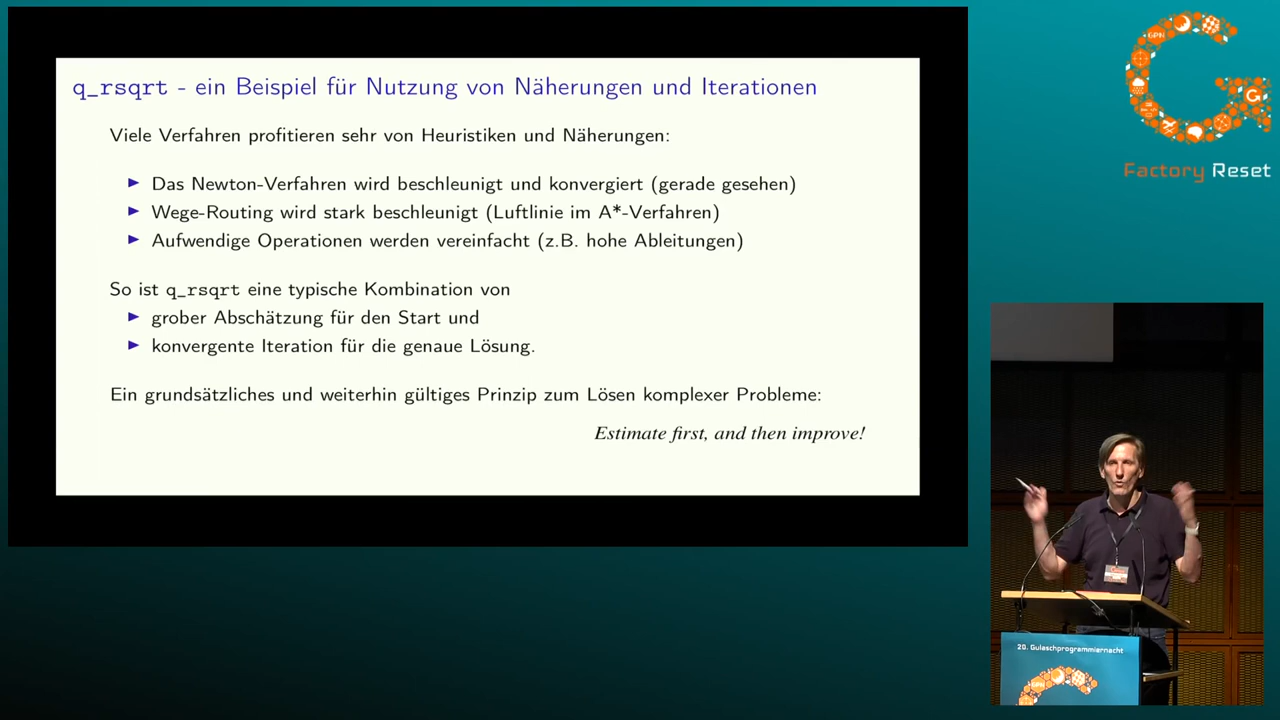 q_rsqrt - ein Beispiel für Nutzung von Näherungen und Iterationen
Viele Verfahren profitieren sehr von Heuristiken und Näherungen:
Das Newton-Verfahren wird beschleunigt und konvergiert (gerade gesehen)
Wege-Routing wird stark beschleunigt (Luftlinie im A*-Verfahren)
Aufwendige Operationen werden vereinfacht (z.B. hohe Ableitungen)
So ist q_rsqrt eine typische Kombination von
grober Abschätzung für den Start und
konvergente Iteration für die genaue Lösung.
Ein grundsätzliches und weiterhin gültiges Prinzip zum Lösen komplexer Probleme:
Estimate first, and then improve!
GPN
Factory Reset
20. Gulaschprogrammiernacht